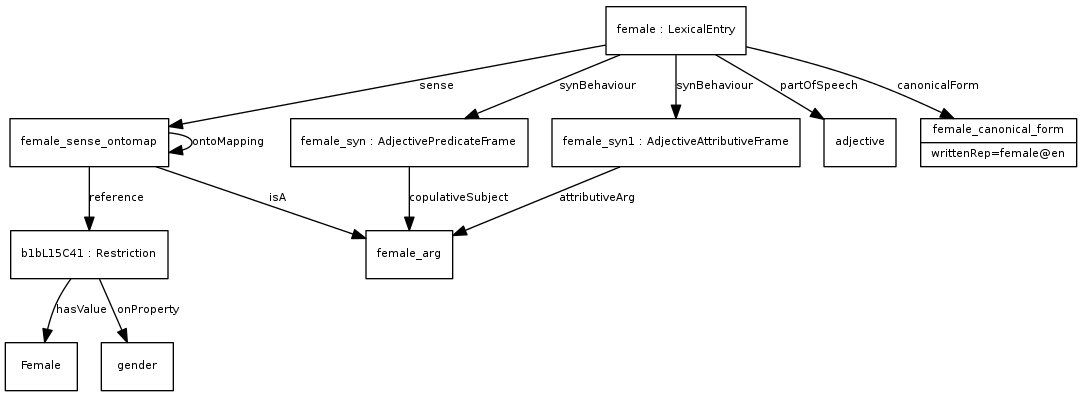 female : LexicalEntry
sense
synBehaviour
synBehaviour
partOfSpeech
canonicalForm
female_sense_ontomap
ontoMapping
female_syn : AdjectivePredicateFrame
female_syn1 : AdjectiveAttributiveFrame
adjective
female_canonical_form
writtenRep=female@en
reference
isA
copulativeSubject
attributiveArg
b1bL15C41 : Restriction
female_arg
hasValue
onProperty
Female
gender